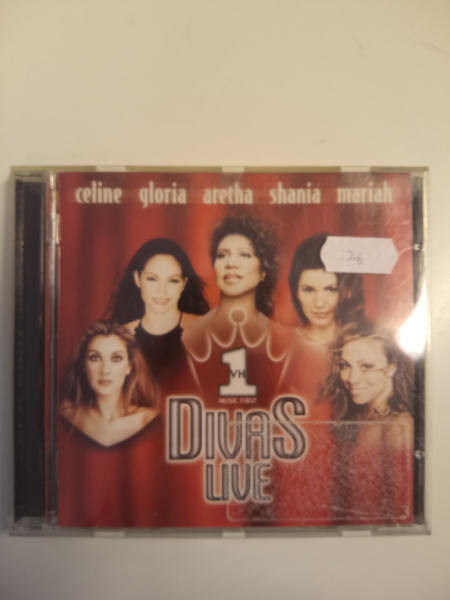 celine gloria aretha shania mariah
26
VH1
MUSIC FIRST
DIVAS
LIVE